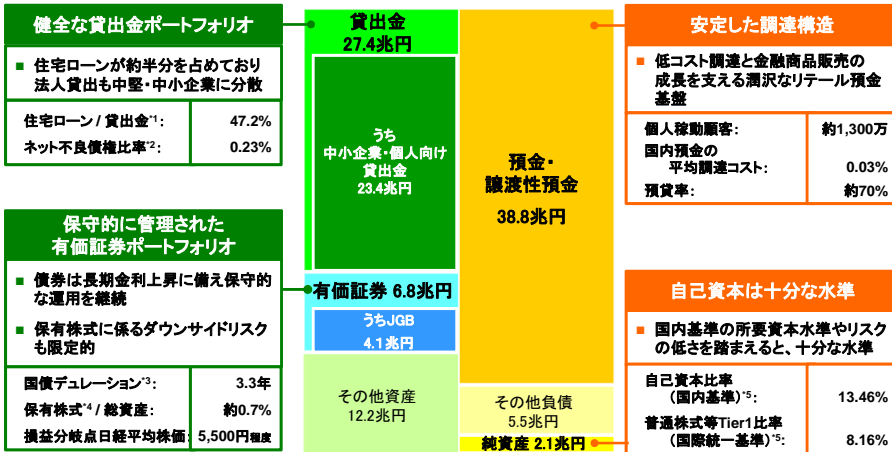 健全な貸出金ポートフォリオ
■ 住宅ローンが約半分を占めており
法人貸出も中堅・中小企業に分散
住宅ローン / 貸出金*1: 47.2%
ネット不良債権比率*2: 0.23%
保守的に管理された
有価証券ポートフォリオ
■ 債券は長期金利上昇に備え保守的
な運用を継続
■ 保有株式に係るダウンサイドリスク
も限定的
国債デュレーション*3: 3.3年
保有株式*4 / 総資産: 約0.7%
損益分岐点日経平均株価: 5,500円程度
貸出金
27.4兆円
うち
中小企業・個人向け
貸出金
23.4兆円
有価証券 6.8兆円
うちJGB
4.1兆円
その他資産
12.2兆円
預金・
譲渡性預金
38.8兆円
その他負債
5.5兆円
純資産 2.1兆円
安定した調達構造
■ 低コスト調達と金融商品販売の
成長を支える潤沢なリテール預金
基盤
個人稼動顧客: 約1,300万
国内預金の
平均調達コスト: 0.03%
預貸率: 約70%
自己資本は十分な水準
■ 国内基準の所要資本水準やリスク
の低さを踏まえると、十分な水準
自己資本比率
(国内基準)*5: 13.46%
普通株式等Tier1比率
(国際統一基準)*5: 8.16%